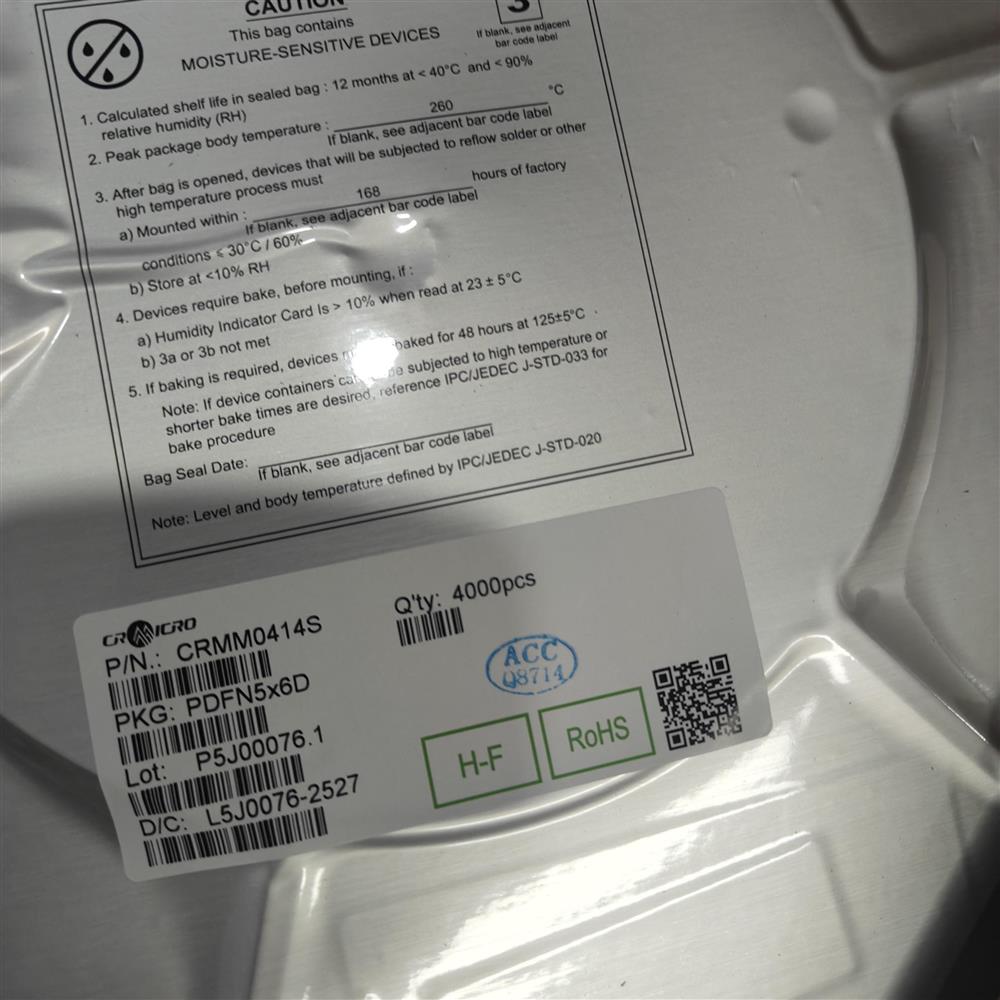 CAUTION
This bag contains
MOISTURE-SENSITIVE DEVICES
3
If blank, see adjacent
bar code label
1. Calculated shelf life in sealed bag : 12 months at < 40°C and < 90%
relative humidity (RH)
2. Peak package body temperature : 260 °C
If blank, see adjacent bar code label
3. After bag is opened, devices that will be subjected to reflow solder or other
high temperature process must
a) Mounted within : 168 hours of factory
If blank, see adjacent bar code label
conditions ≤ 30°C / 60%
b) Store at <10% RH
4. Devices require bake, before mounting, if :
a) Humidity Indicator Card Is > 10% when read at 23 ± 5°C
b) 3a or 3b not met
5. If baking is required, devices baked for 48 hours at 125±5°C
Note: If device containers be subjected to high temperature or
shorter bake times are desired, reference IPC/JEDEC J-STD-033 for
bake procedure
Bag Seal Date:
If blank, see adjacent bar code label
Note: Level and body temperature defined by IPC/JEDEC J-STD-020
CRMICRO
P/N.: CRMM0414S
Q'ty: 4000pcs
PKG: PDFN5x6D
Lot: P5J00076.1
D/C: L5J0076-2527
ACC
Q8714
H-F
RoHS